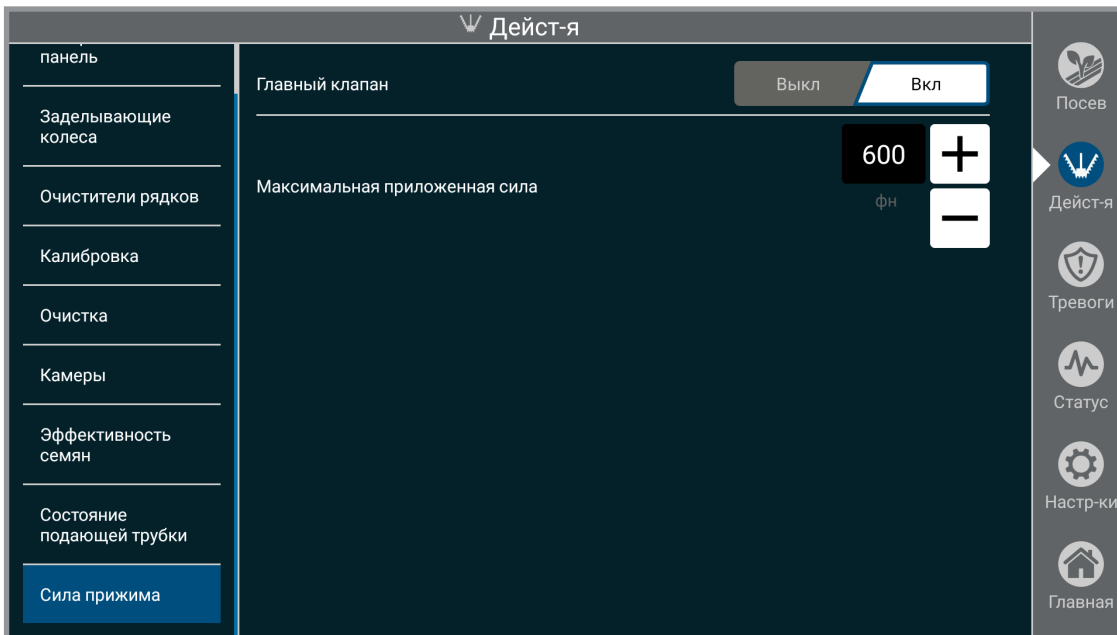 Дейст-я
панель
Заделывающие
колеса
Очистители рядков
Калибровка
Очистка
Камеры
Эффективность
семян
Состояние
подающей трубки
Сила прижима
Главный клапан
Выкл
Вкл
Максимальная приложенная сила
600
фн
Посев
Дейст-я
Тревоги
Статус
Настр-ки
Главная